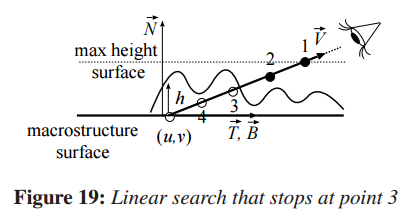 N
max height
surface
1
V
2
h
3
4
macrostructure
surface
(u,v)
T, B
Figure 19: Linear search that stops at point 3